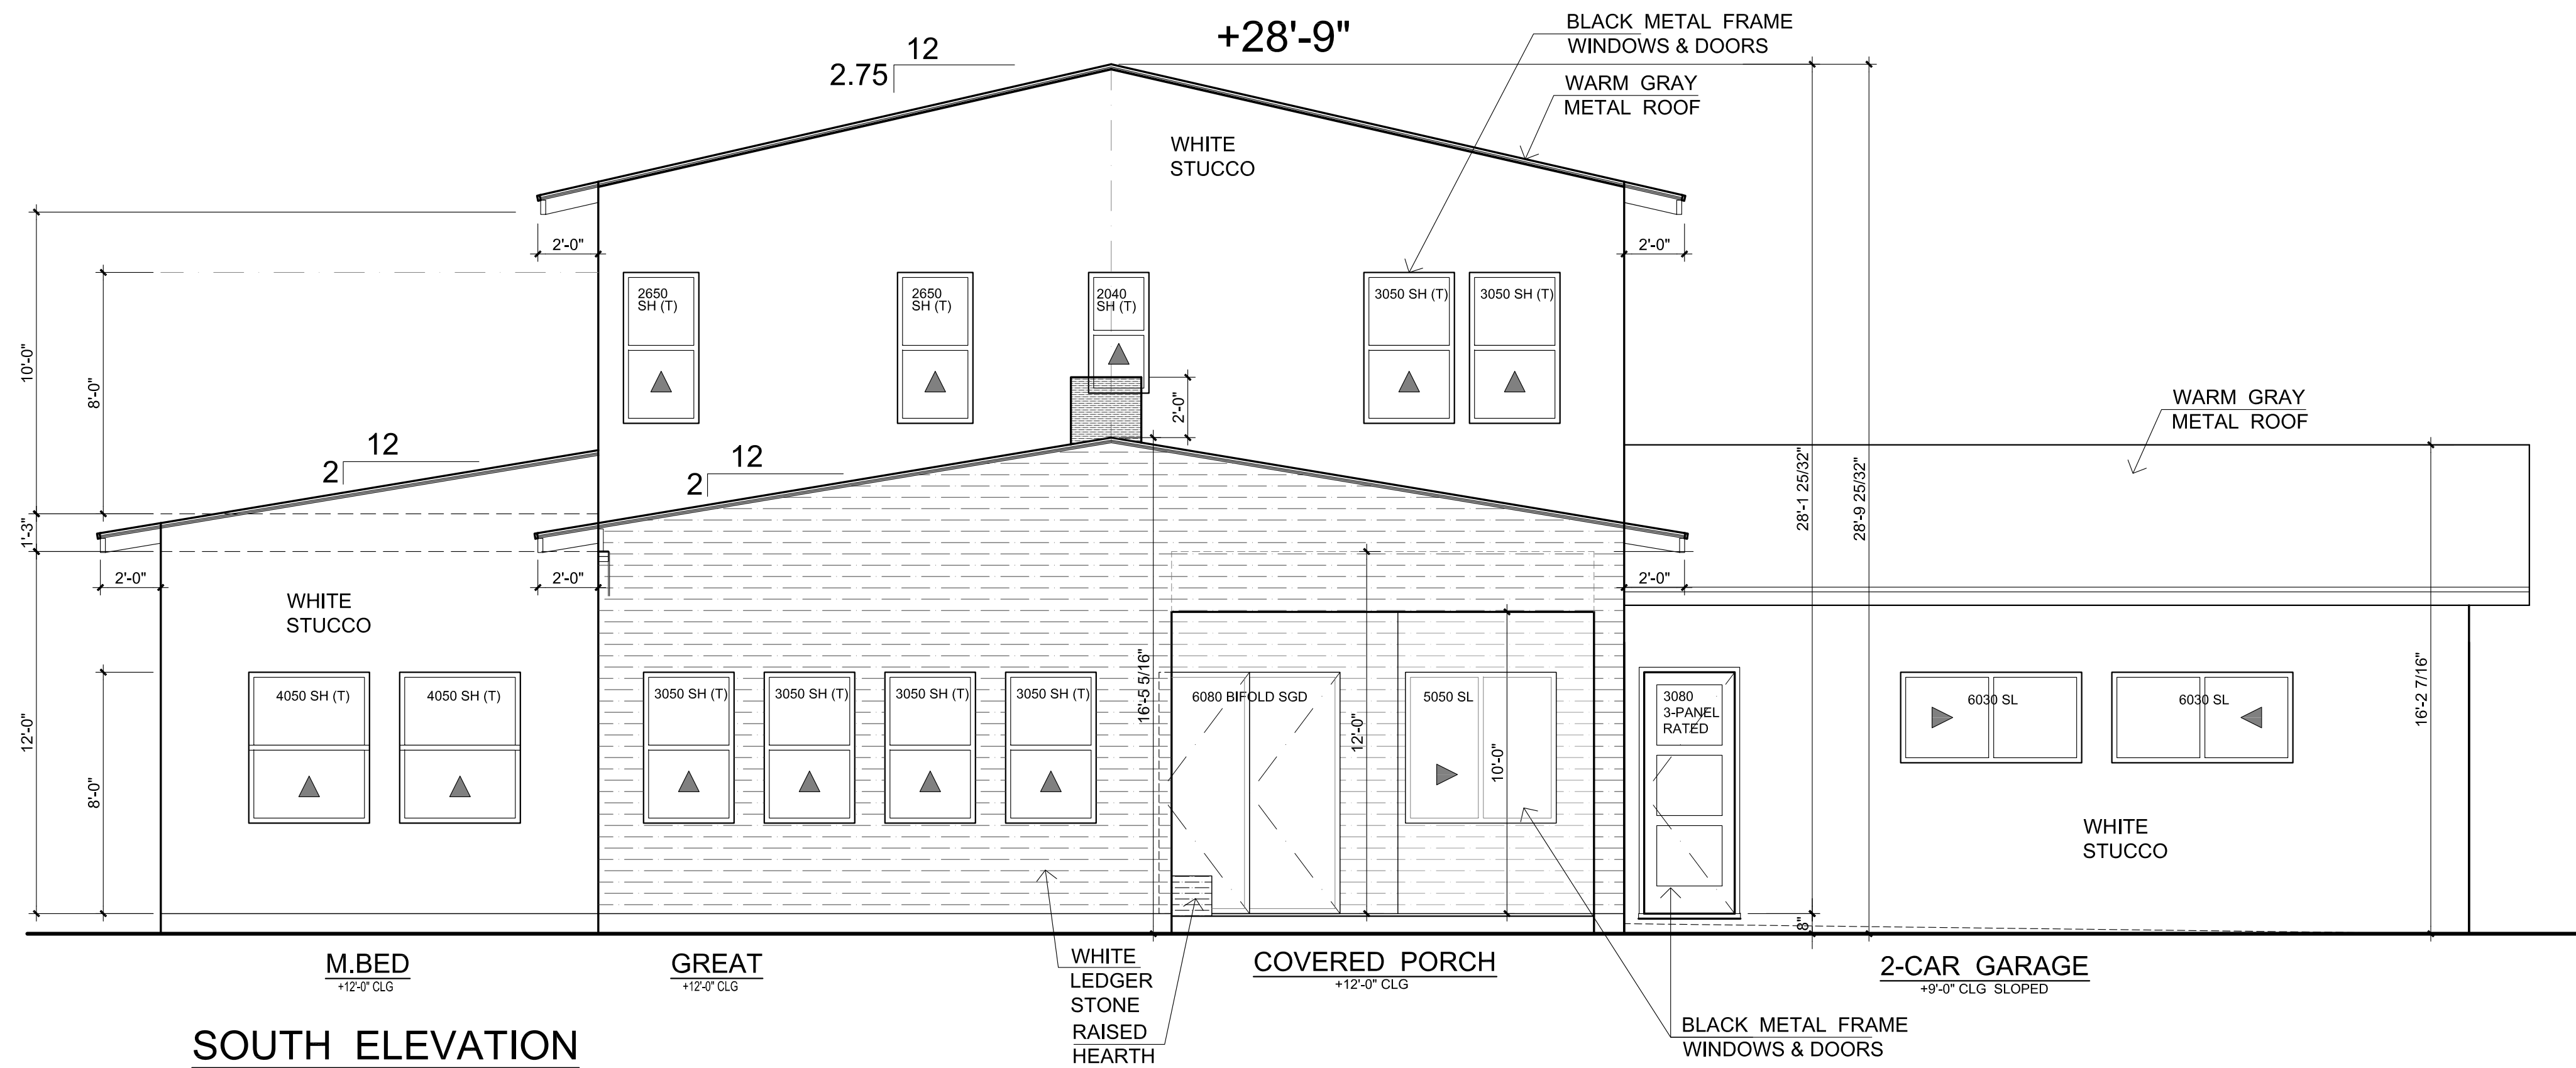 +28'-9"
BLACK METAL FRAME
WINDOWS & DOORS
12
2.75
WARM GRAY
METAL ROOF
WHITE
STUCCO
2'-0"
2'-0"
2650
SH (T)
2650
SH (T)
2040
SH (T)
3050 SH (T)
3050 SH (T)
10'-0"
8'-0"
2'-0"
WARM GRAY
METAL ROOF
12
2
12
2
28'-1 25/32"
28'-9 25/32"
1'-3"
2'-0"
2'-0"
2'-0"
WHITE
STUCCO
12'-0"
8'-0"
4050 SH (T)
4050 SH (T)
3050 SH (T)
3050 SH (T)
3050 SH (T)
3050 SH (T)
16'-5 5/16"
6080 BIFOLD SGD
12'-0"
5050 SL
10'-0"
3080
3-PANEL
RATED
6030 SL
6030 SL
16'-2 7/16"
WHITE
STUCCO
8"
M.BED
+12'-0" CLG
GREAT
+12'-0" CLG
WHITE
LEDGER
STONE
RAISED
HEARTH
COVERED PORCH
+12'-0" CLG
2-CAR GARAGE
+9'-0" CLG SLOPED
BLACK METAL FRAME
WINDOWS & DOORS
SOUTH ELEVATION